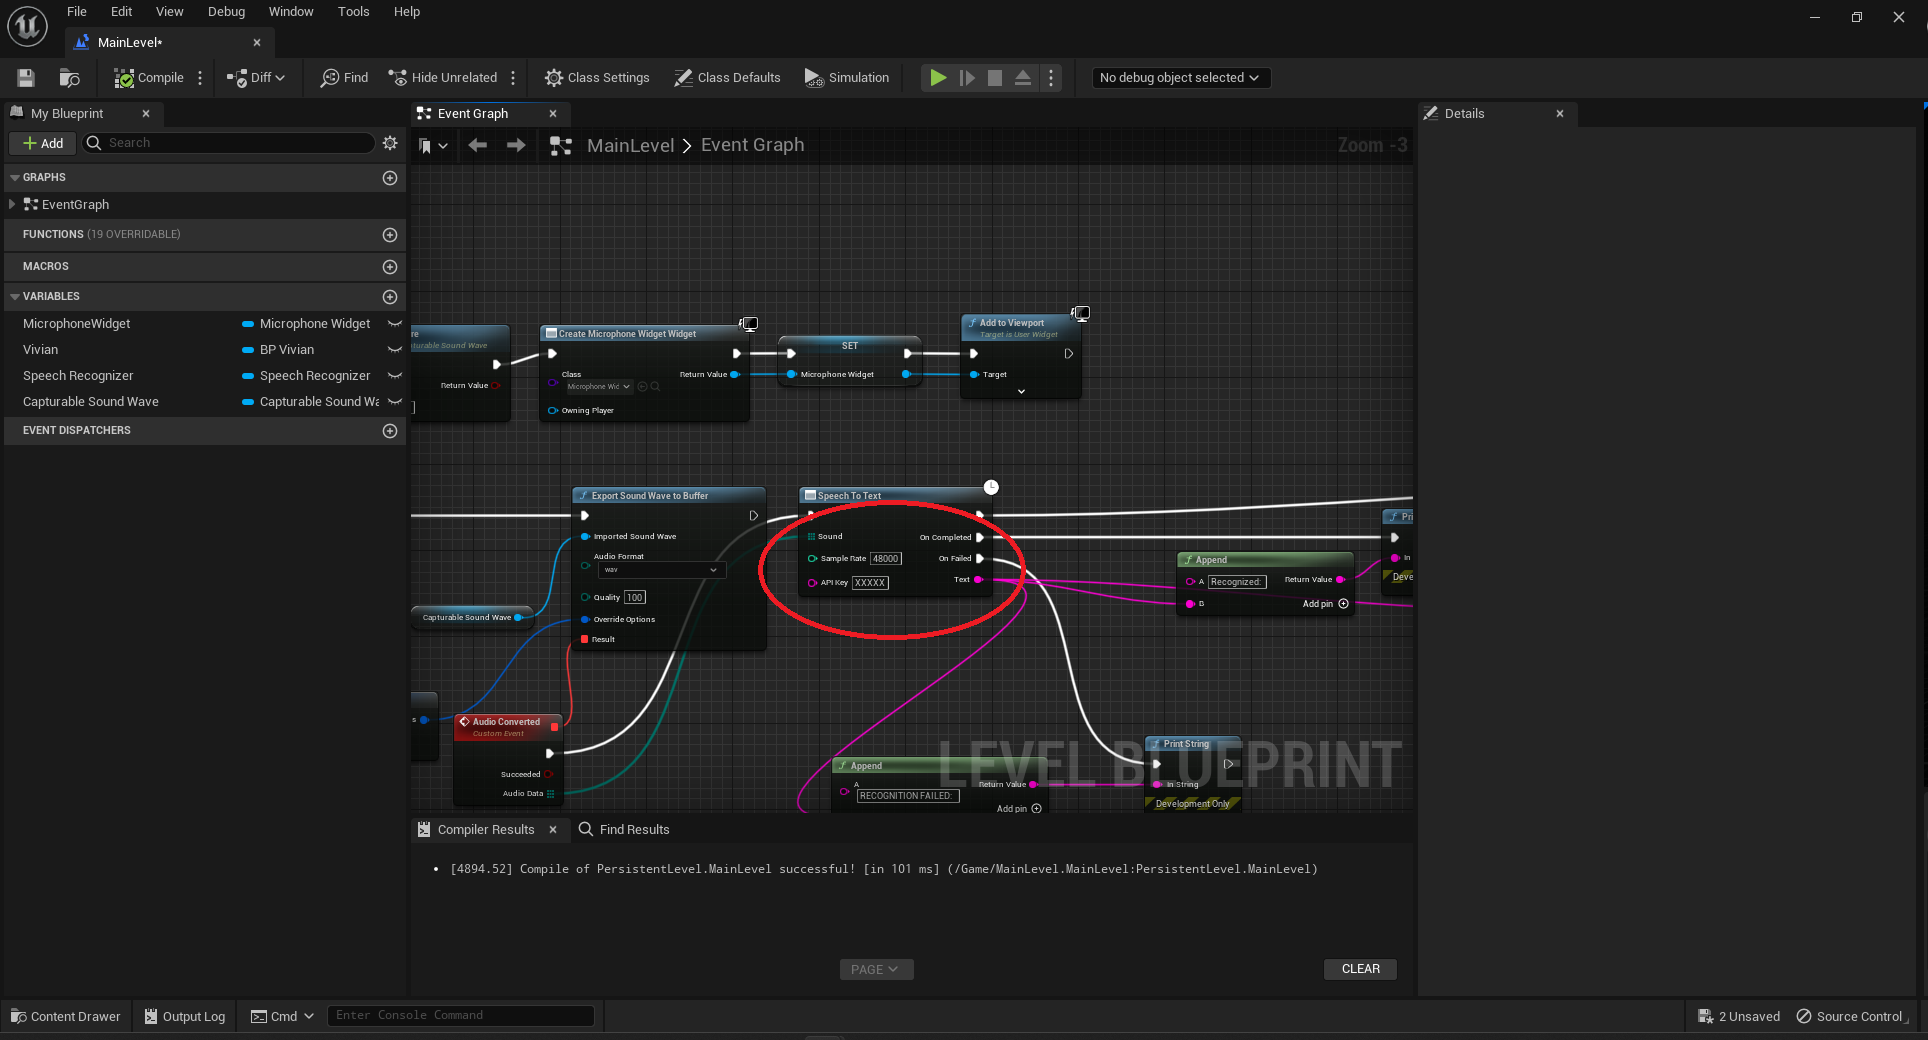 File Edit View Debug Window Tools Help
MainLevel*
Compile Diff Find Hide Unrelated Class Settings Class Defaults Simulation No debug object selected
My Blueprint
Event Graph
Details
Add Search
MainLevel > Event Graph Zoom -3
GRAPHS
EventGraph
FUNCTIONS (19 OVERRIDABLE)
MACROS
VARIABLES
MicrophoneWidget Microphone Widget
Vivian BP Vivian
Speech Recognizer Speech Recognizer
Capturable Sound Wave Capturable Sound Wa
EVENT DISPATCHERS
re
turable Sound Wave
Return Value
Create Microphone Widget Widget
Class
Microphone Wid
Return Value
Owning Player
SET
Microphone Widget
Add to Viewport
Target is User Widget
Target
Export Sound Wave to Buffer
Imported Sound Wave
Audio Format
wav
Quality 100
Override Options
Result
Capturable Sound Wave
s
Audio Converted
Custom Event
Succeeded
Audio Data
Speech To Text
Sound On Completed
Sample Rate 48000 On Failed
API Key XXXXX Text
Append
A Recognized: Return Value
B Add pin
Pri
In
Deve
Append
A
RECOGNITION FAILED:
Return Value
Add pin
Print String
In String
Development Only
LEVEL BLUEPRINT
Compiler Results Find Results
• [4894.52] Compile of PersistentLevel.MainLevel successful! [in 101 ms] (/Game/MainLevel.MainLevel:PersistentLevel.MainLevel)
PAGE CLEAR
Content Drawer Output Log Cmd Enter Console Command 2 Unsaved Source Control